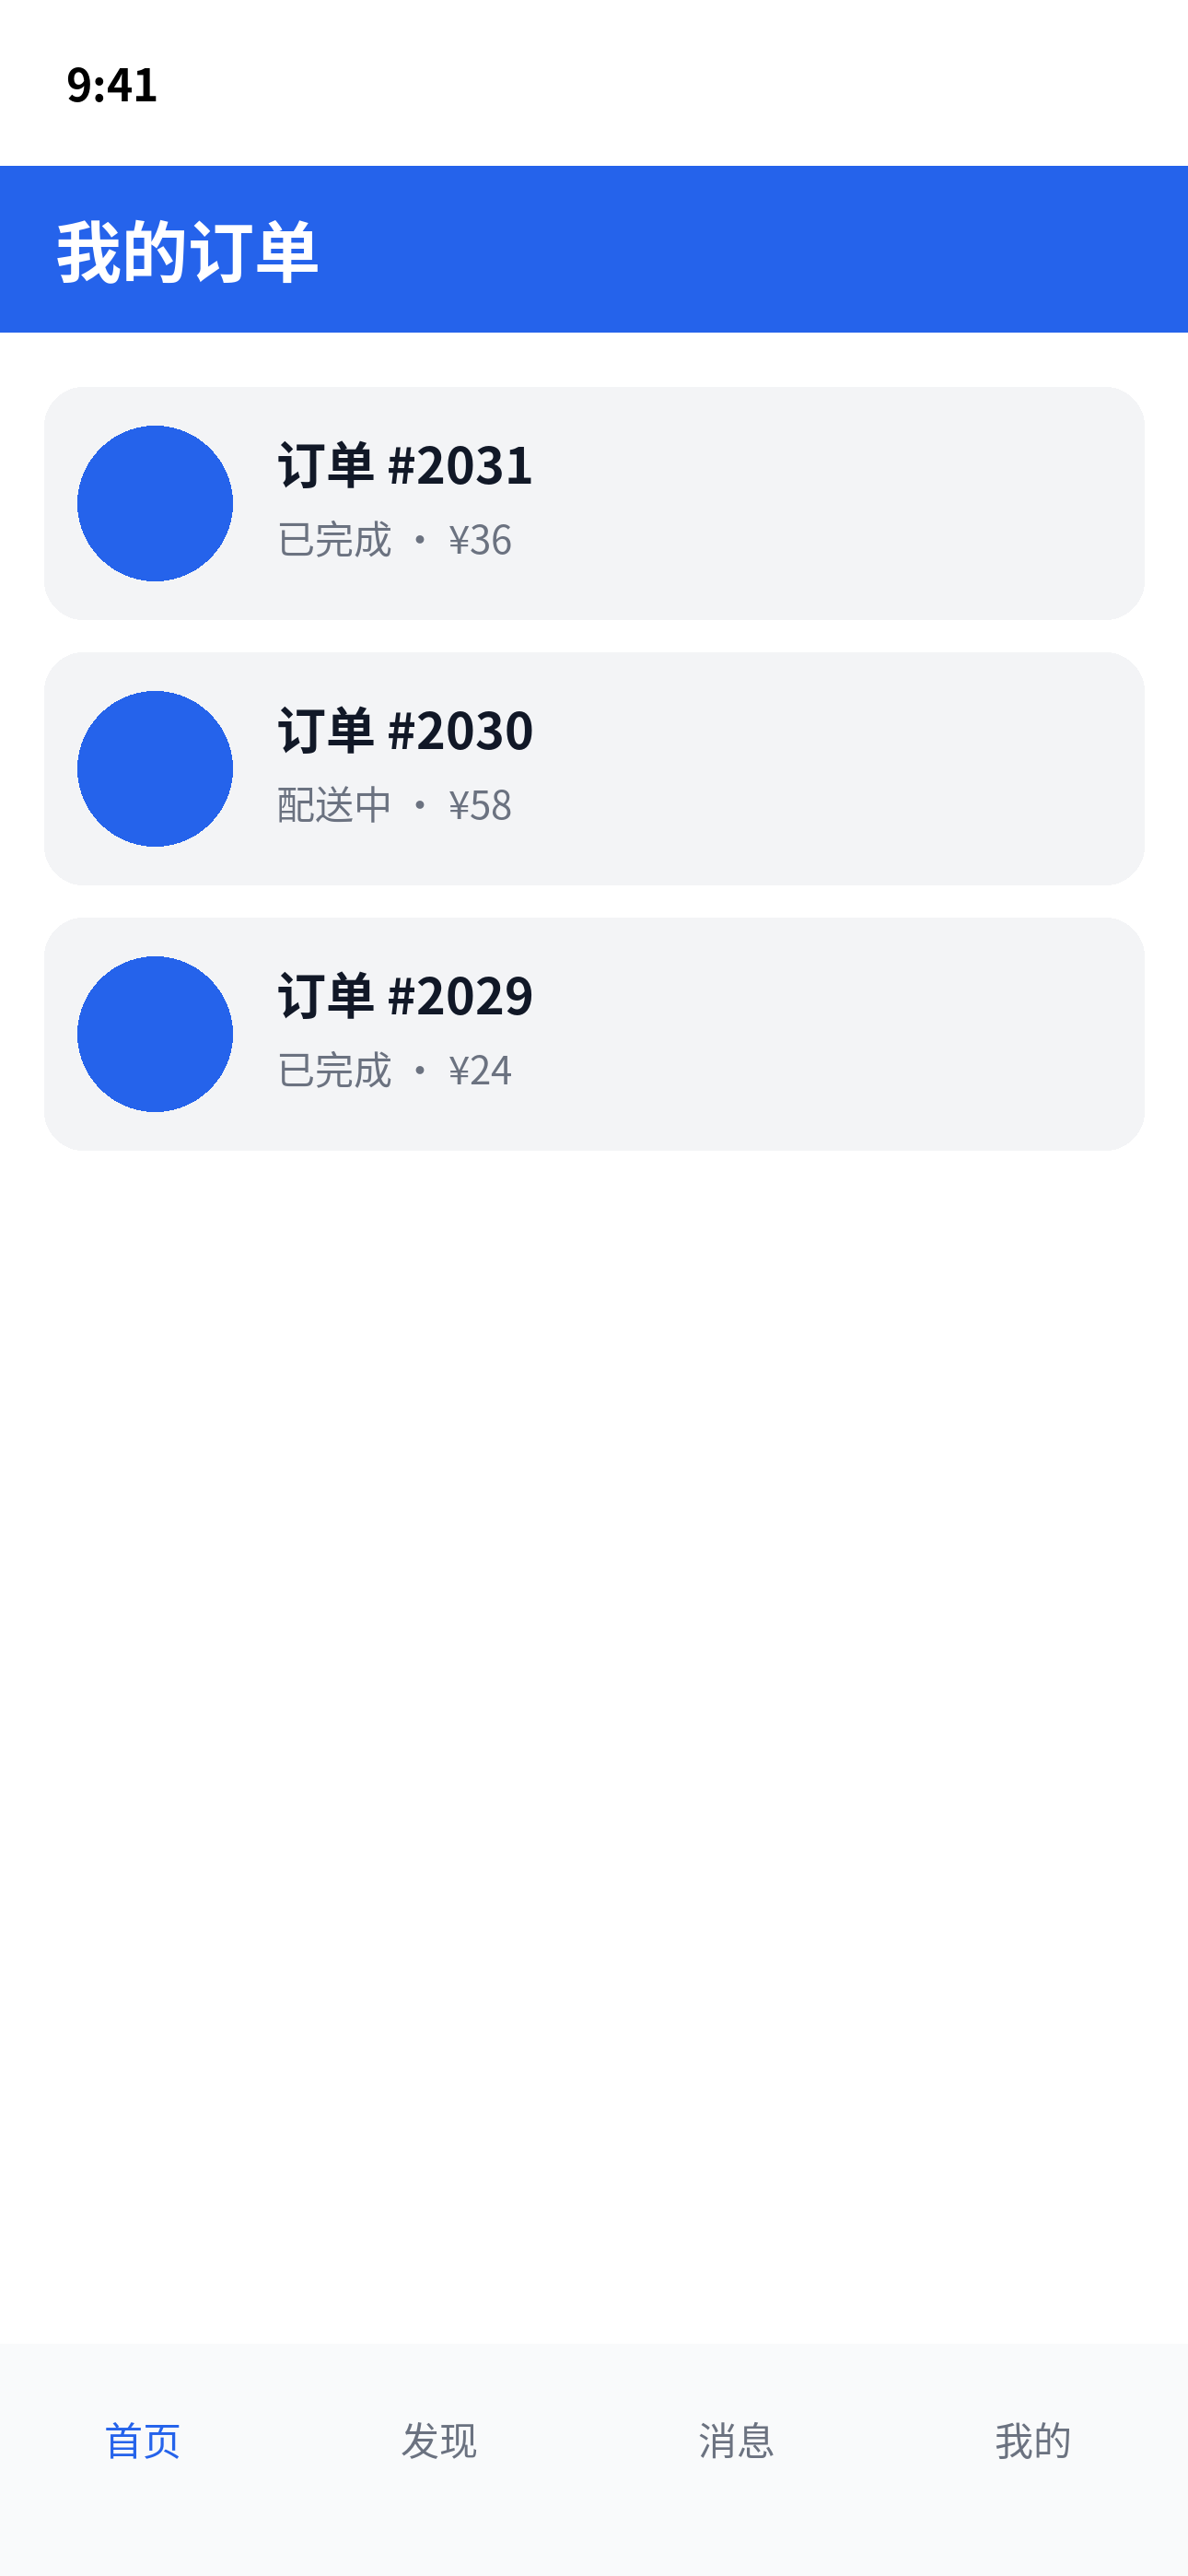 9:41
我的订单
订单 #2031
已完成 · ¥36
订单 #2030
配送中 · ¥58
订单 #2029
已完成 · ¥24
首页 发现 消息 我的